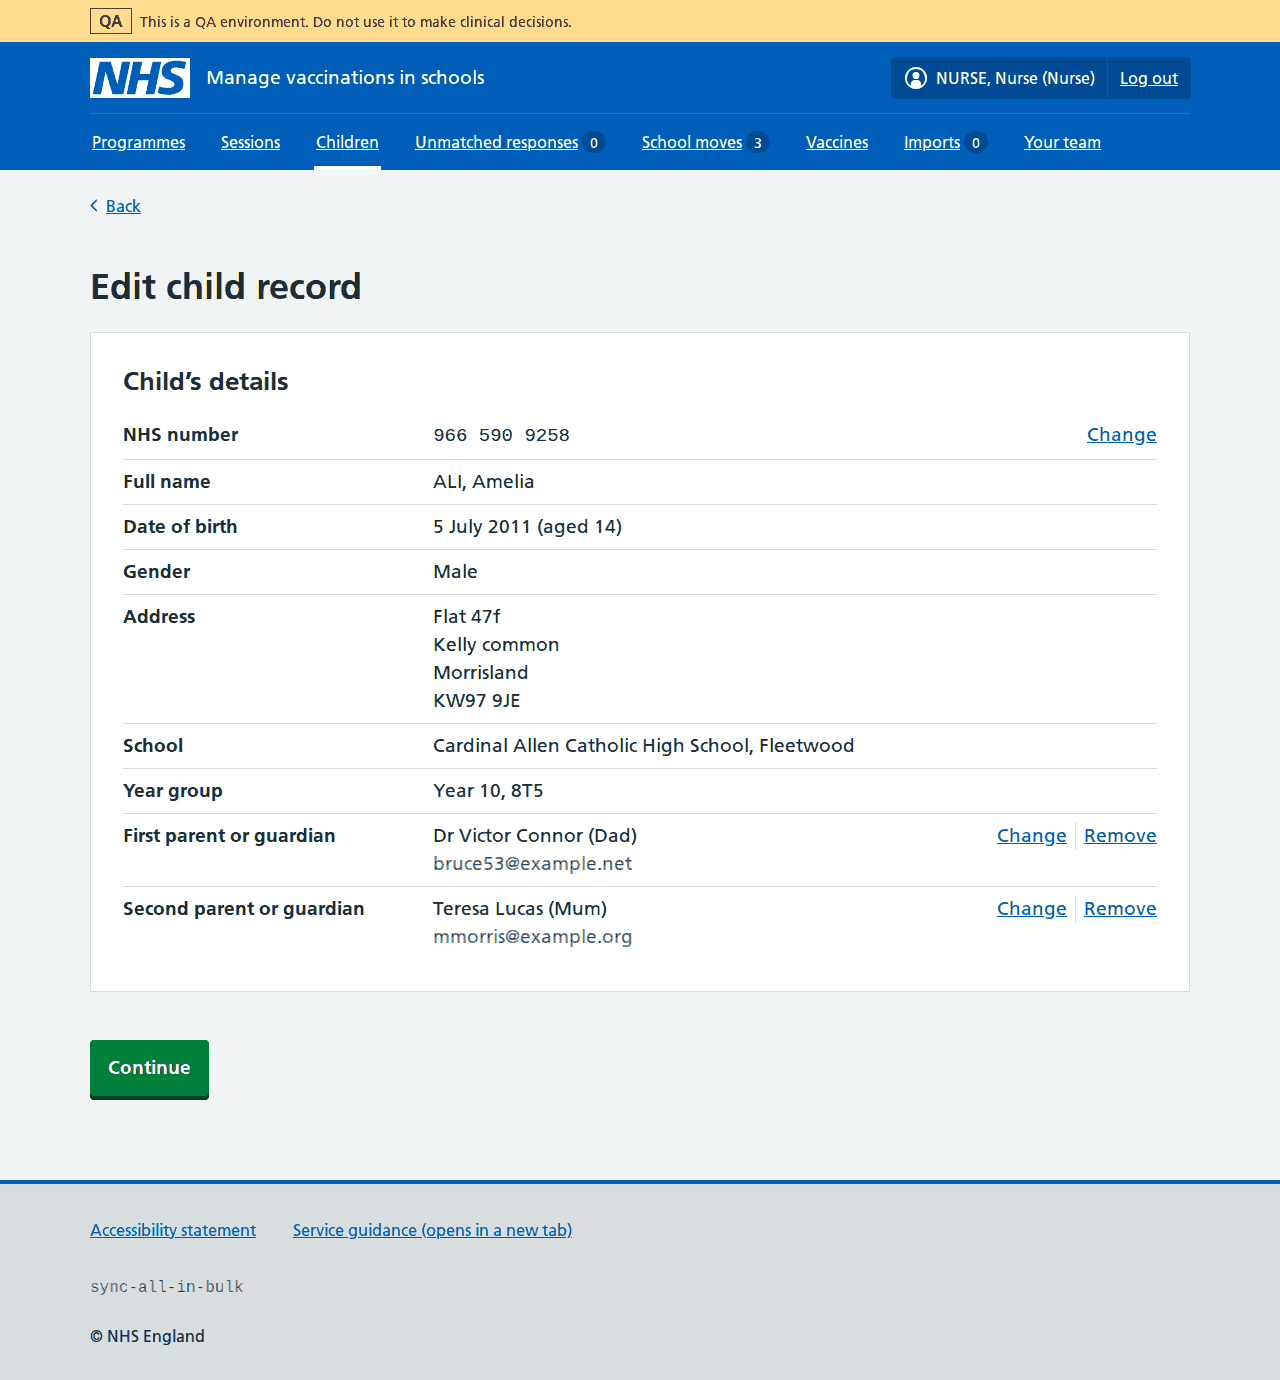 QA This is a QA environment. Do not use it to make clinical decisions.
NHS Manage vaccinations in schools NURSE, Nurse (Nurse) Log out
Programmes Sessions Children Unmatched responses 0 School moves 3 Vaccines Imports 0 Your team
Back
Edit child record
Child’s details
NHS number 966 590 9258 Change
Full name ALI, Amelia
Date of birth 5 July 2011 (aged 14)
Gender Male
Address Flat 47f
Kelly common
Morrisland
KW97 9JE
School Cardinal Allen Catholic High School, Fleetwood
Year group Year 10, 8T5
First parent or guardian Dr Victor Connor (Dad) Change Remove
bruce53@example.net
Second parent or guardian Teresa Lucas (Mum) Change Remove
mmorris@example.org
Continue
Accessibility statement Service guidance (opens in a new tab)
sync-all-in-bulk
© NHS England